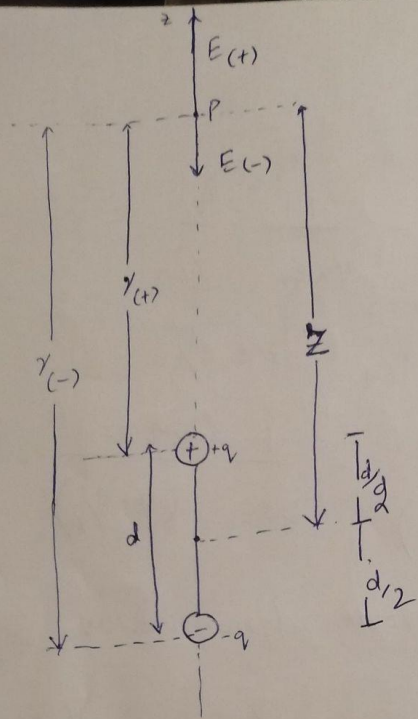 z
E(+)
P
E(-)
r(+)
Z
r(-)
+
+q
d/2
d
d/2
-
-q